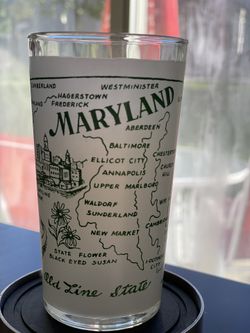 WESTMINISTER
HAGERSTOWN
FREDERICK
MARYLAND
ABERDEEN
BALTIMORE
ELLICOT CITY
ANNAPOLIS
UPPER MARLBORO
WALDORF
SUNDERLAND
NEW MARKET
STATE FLOWER
BLACK EYED SUSAN
Old Line State